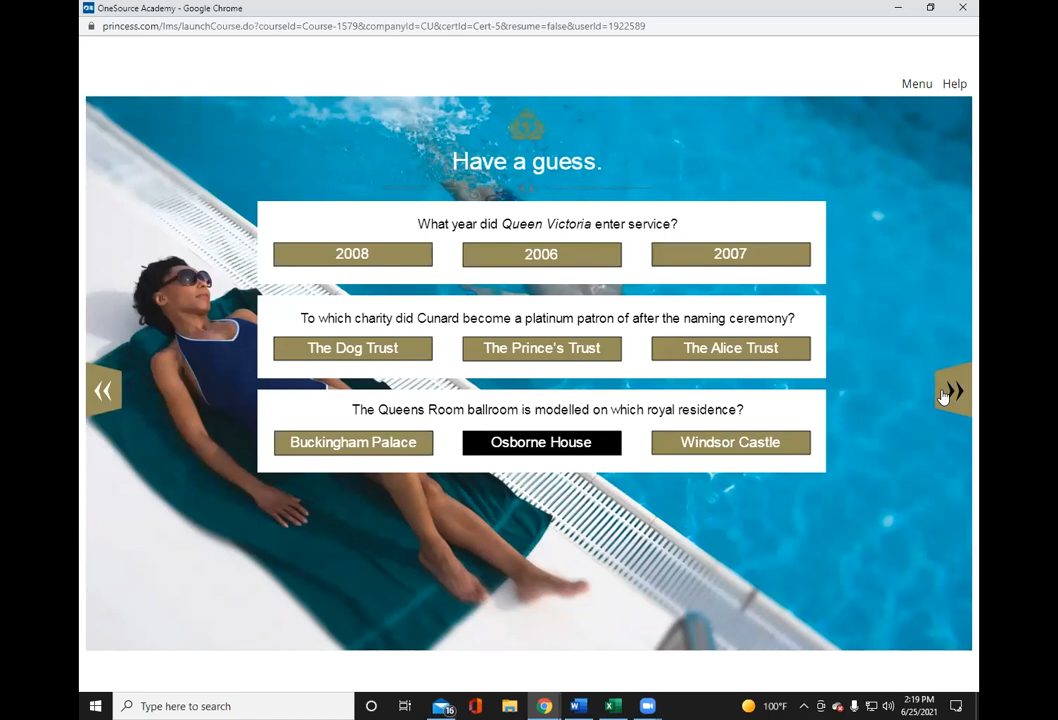 OneSource Academy - Google Chrome
princess.com/lms/launchCourse.do?courseId=Course-1579&companyId=CU&certId=Cert-5&resume=false&userId=1922589
Menu Help
Have a guess.
What year did Queen Victoria enter service?
2008 2006 2007
To which charity did Cunard become a platinum patron of after the naming ceremony?
The Dog Trust The Prince's Trust The Alice Trust
The Queens Room ballroom is modelled on which royal residence?
Buckingham Palace Osborne House Windsor Castle
Type here to search
16
100°F
2:19 PM
6/25/2021